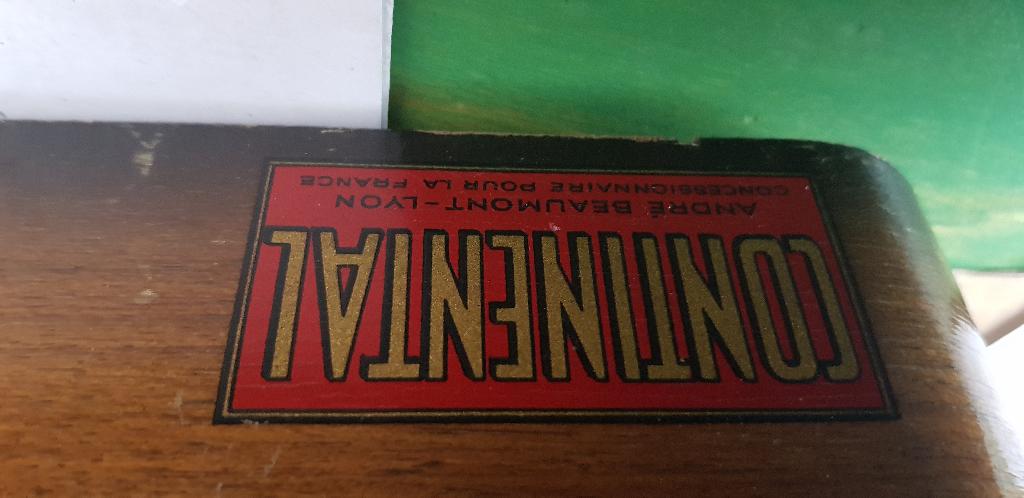 CONTINENTAL
ANDRÉ BEAUMONT-LYON
CONCESSIONNAIRE POUR LA FRANCE